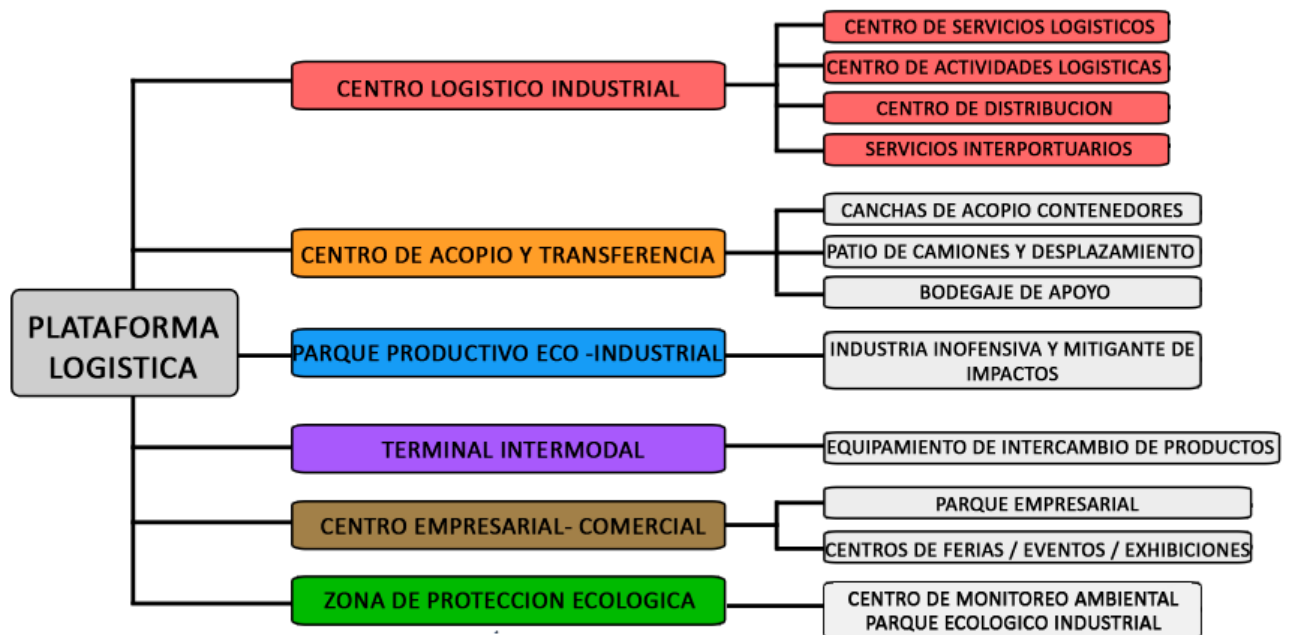 CENTRO DE SERVICIOS LOGISTICOS
CENTRO LOGISTICO INDUSTRIAL
CENTRO DE ACTIVIDADES LOGISTICAS
CENTRO DE DISTRIBUCION
SERVICIOS INTERPORTUARIOS
CENTRO DE ACOPIO Y TRANSFERENCIA
CANCHAS DE ACOPIO CONTENEDORES
PATIO DE CAMIONES Y DESPLAZAMIENTO
BODEGAJE DE APOYO
PLATAFORMA
LOGISTICA
PARQUE PRODUCTIVO ECO -INDUSTRIAL
INDUSTRIA INOFENSIVA Y MITIGANTE DE
IMPACTOS
TERMINAL INTERMODAL
EQUIPAMIENTO DE INTERCAMBIO DE PRODUCTOS
CENTRO EMPRESARIAL- COMERCIAL
PARQUE EMPRESARIAL
CENTROS DE FERIAS / EVENTOS / EXHIBICIONES
ZONA DE PROTECCION ECOLOGICA
CENTRO DE MONITOREO AMBIENTAL
PARQUE ECOLOGICO INDUSTRIAL